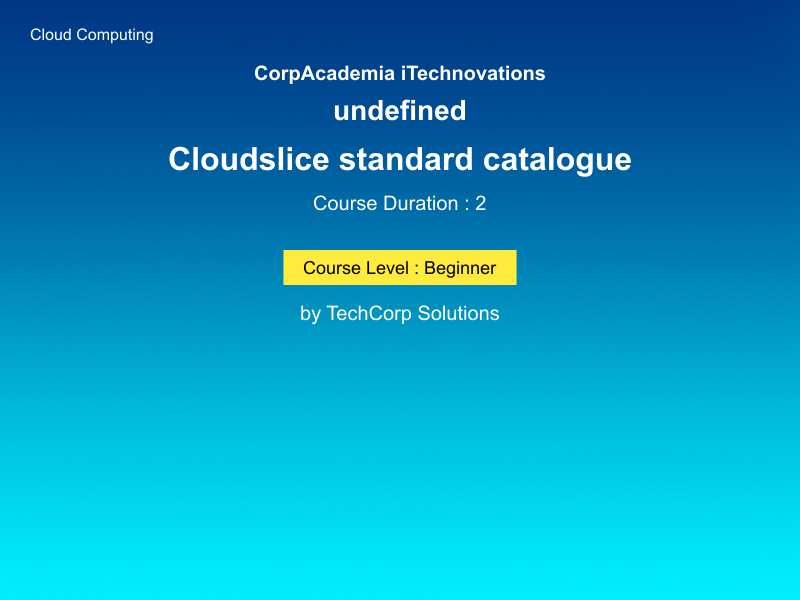 Cloud Computing
CorpAcademia iTechnovations
undefined
Cloudslice standard catalogue
Course Duration : 2
Course Level : Beginner
by TechCorp Solutions